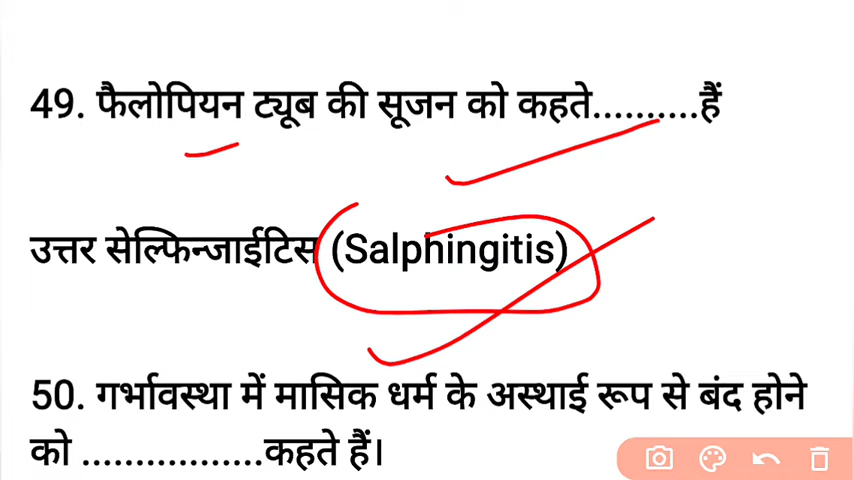 49. फैलोपियन ट्यूब की सूजन को कहते..........हैं
उत्तर सेल्फिन्जाईटिस (Salphingitis)
50. गर्भावस्था में मासिक धर्म के अस्थाई रूप से बंद होने
को .................कहते हैं।